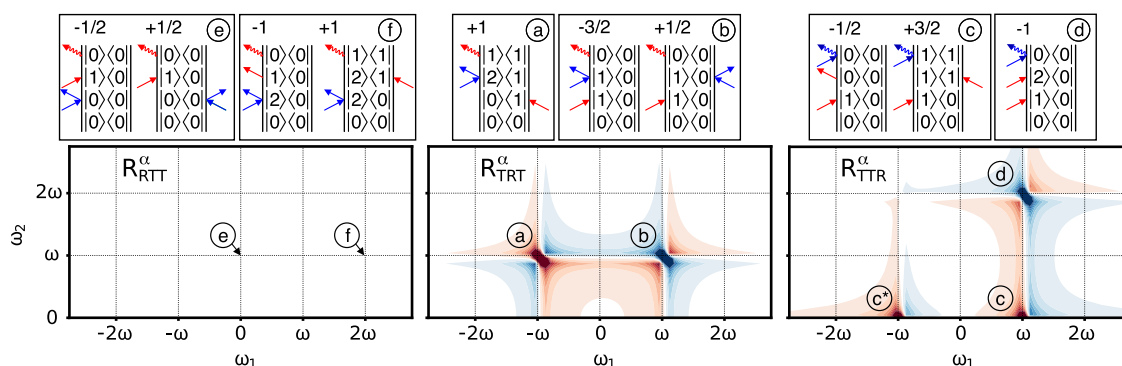 -1/2 +1/2 e -1 +1 f
+1 a -3/2 +1/2 b
-1/2 +3/2 c -1 d
|0⟩⟨0| |0⟩⟨0| |0⟩⟨0| |1⟩⟨1|
|1⟩⟨0| |1⟩⟨0| |1⟩⟨0| |2⟩⟨1|
|0⟩⟨0| |0⟩⟨0| |2⟩⟨0| |2⟩⟨0|
|0⟩⟨0| |0⟩⟨0| |0⟩⟨0| |0⟩⟨0|
|1⟩⟨1| |0⟩⟨0| |0⟩⟨0|
|2⟩⟨1| |1⟩⟨0| |1⟩⟨0|
|0⟩⟨1| |1⟩⟨0| |1⟩⟨0|
|0⟩⟨0| |0⟩⟨0| |0⟩⟨0|
|0⟩⟨0| |1⟩⟨1| |0⟩⟨0|
|0⟩⟨0| |1⟩⟨1| |2⟩⟨0|
|1⟩⟨0| |1⟩⟨0| |1⟩⟨0|
|0⟩⟨0| |0⟩⟨0| |0⟩⟨0|
R^α_RTT
e f
2ω
ω
0
ω₂
-2ω -ω 0 ω 2ω
ω₁
R^α_TRT
a b
-2ω -ω 0 ω 2ω
ω₁
R^α_TTR
d
c* c
-2ω -ω 0 ω 2ω
ω₁